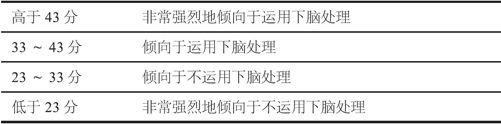 高于 43 分 非常强烈地倾向于运用下脑处理
33 ~ 43 分 倾向于运用下脑处理
23 ~ 33 分 倾向于不运用下脑处理
低于 23 分 非常强烈地倾向于不运用下脑处理